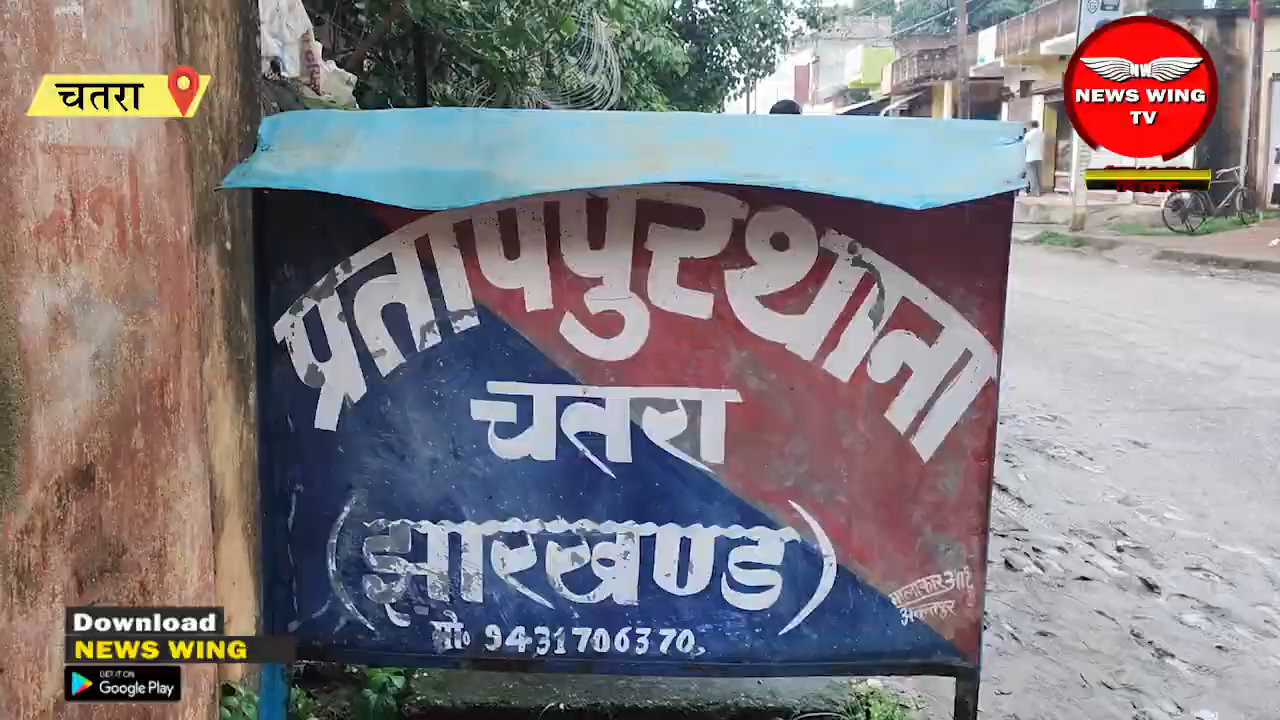 चतरा
NEWS WING
TV
प्रतापपुर थाना
चतरा
(झारखण्ड)
मो० 9431706370.
Download
NEWS WING
GET IT ON
Google Play